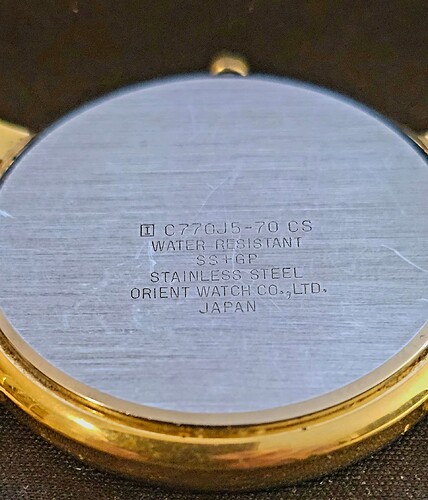 I C770J5-70 CS
WATER RESISTANT
SS+GP
STAINLESS STEEL
ORIENT WATCH CO.,LTD.
JAPAN